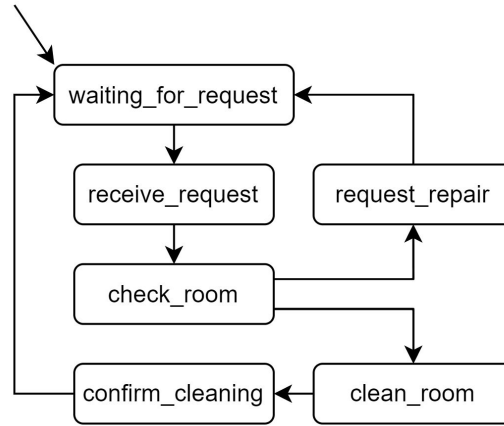 waiting_for_request
receive_request
request_repair
check_room
confirm_cleaning
clean_room